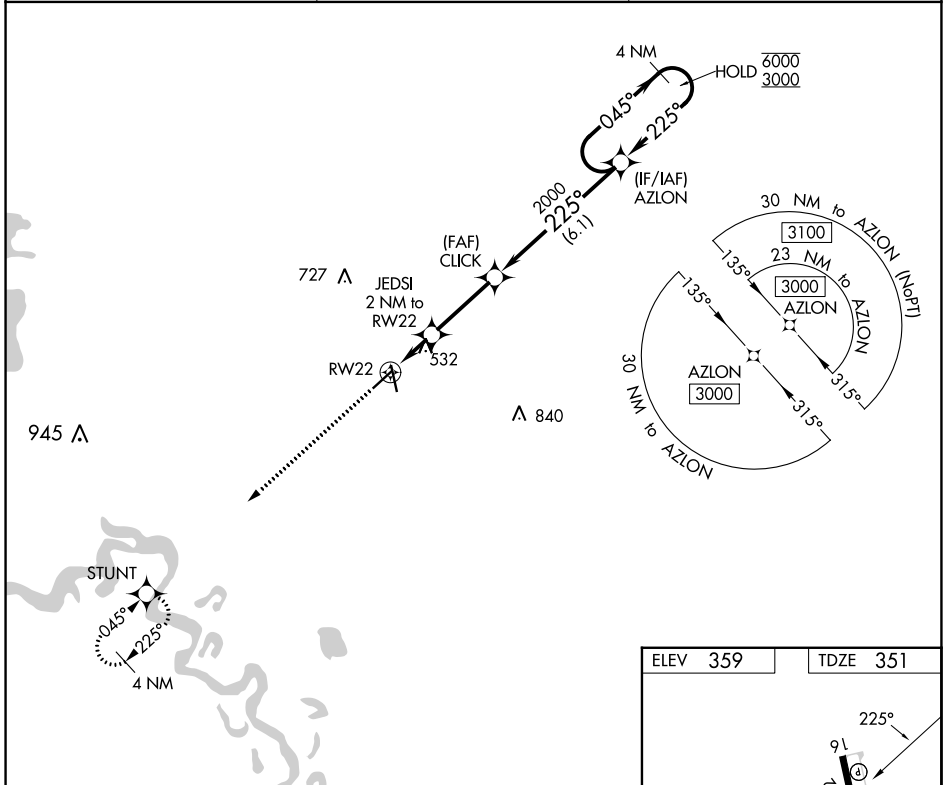 4 NM
HOLD 6000
3000
045°
225°
(IF/IAF)
AZLON
2000
225°
(6.1)
(FAF)
CLICK
727
JEDSI
2 NM to
RW22
532
RW22
840
945
30 NM to AZLON (NoPT)
3100
23 NM to AZLON
3000
AZLON
135°
315°
135°
AZLON
3000
315°
30 NM to AZLON
STUNT
045°
225°
4 NM
ELEV 359
TDZE 351
225°
16
P